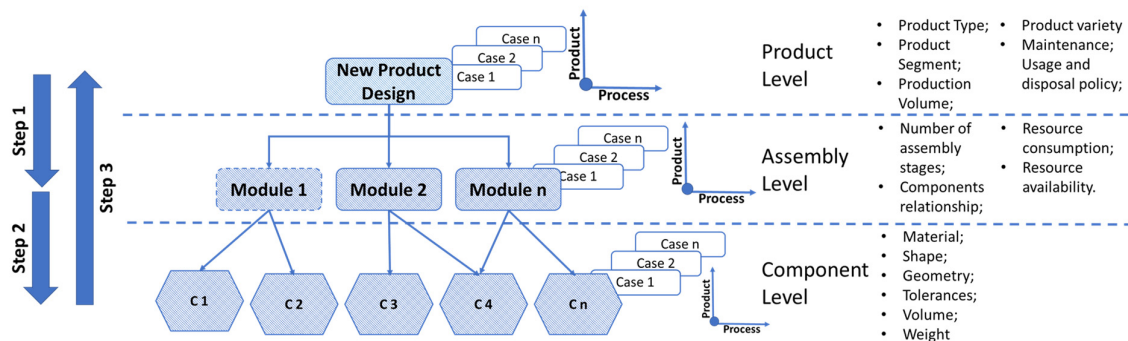 Step 1
Step 2
Step 3
New Product
Design
Case n
Case 2
Case 1
Product
Process
Product
Level
• Product Type;
• Product
Segment;
• Production
Volume;
• Product variety
• Maintenance;
Usage and
disposal policy;
Module 1
Module 2
Module n
Case n
Case 2
Case 1
Product
Process
Assembly
Level
• Number of
assembly
stages;
• Components
relationship;
• Resource
consumption;
• Resource
availability.
C 1
C 2
C 3
C 4
C n
Case n
Case 2
Case 1
Product
Process
Component
Level
• Material;
• Shape;
• Geometry;
• Tolerances;
• Volume;
• Weight